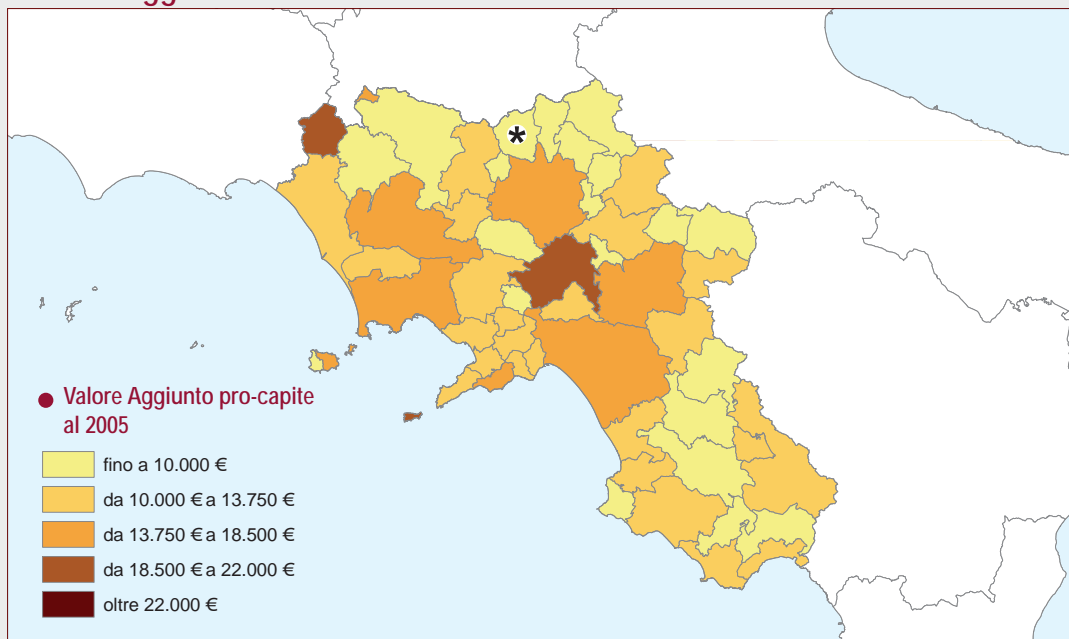 ● Valore Aggiunto pro-capite
al 2005
fino a 10.000 €
da 10.000 € a 13.750 €
da 13.750 € a 18.500 €
da 18.500 € a 22.000 €
oltre 22.000 €
*